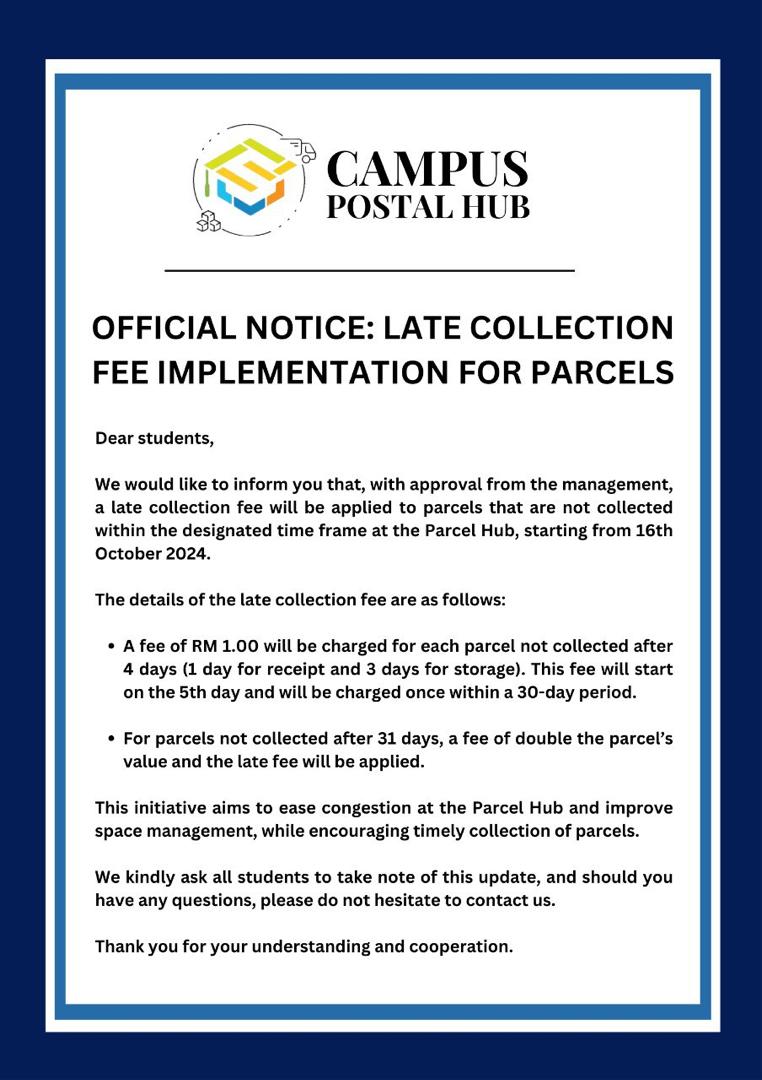 CAMPUS
POSTAL HUB
OFFICIAL NOTICE: LATE COLLECTION
FEE IMPLEMENTATION FOR PARCELS
Dear students,
We would like to inform you that, with approval from the management,
a late collection fee will be applied to parcels that are not collected
within the designated time frame at the Parcel Hub, starting from 16th
October 2024.
The details of the late collection fee are as follows:
• A fee of RM 1.00 will be charged for each parcel not collected after
4 days (1 day for receipt and 3 days for storage). This fee will start
on the 5th day and will be charged once within a 30-day period.
• For parcels not collected after 31 days, a fee of double the parcel’s
value and the late fee will be applied.
This initiative aims to ease congestion at the Parcel Hub and improve
space management, while encouraging timely collection of parcels.
We kindly ask all students to take note of this update, and should you
have any questions, please do not hesitate to contact us.
Thank you for your understanding and cooperation.